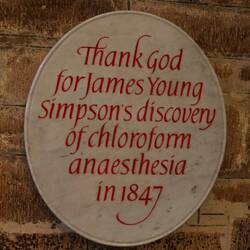 Thank God
for James Young
Simpson's discovery
of chloroform
anaesthesia
in 1847